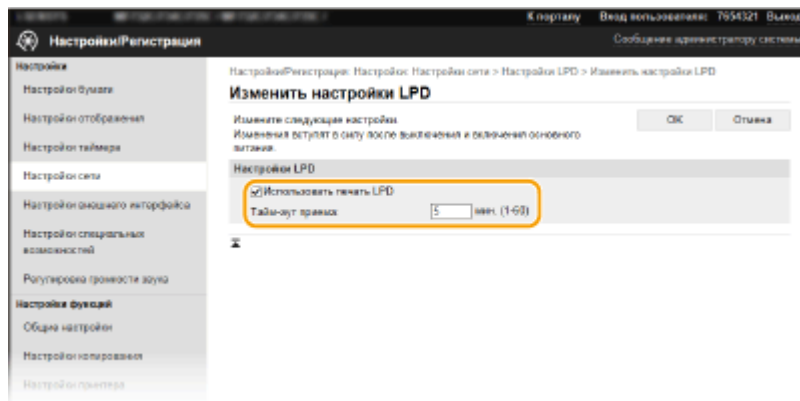 К порталу Вход пользователя: 7654321 Выход
Настройки/Регистрация
Сообщение администратору системы
Настройки
Настройки бумаги
Настройки отображения
Настройки таймера
Настройки сети
Настройки внешнего интерфейса
Настройки специальных
возможностей
Регулировка громкости звука
Настройки функций
Общие настройки
Настройки копирования
Настройки принтера
Настройки/Регистрация: Настройки: Настройки сети > Настройки LPD > Изменить настройки LPD
Изменить настройки LPD
Измените следующие настройки.
Изменения вступят в силу после выключения и включения основного
питания.
OK Отмена
Настройки LPD
Использовать печать LPD
Тайм-аут приема: 5 мин. (1-60)